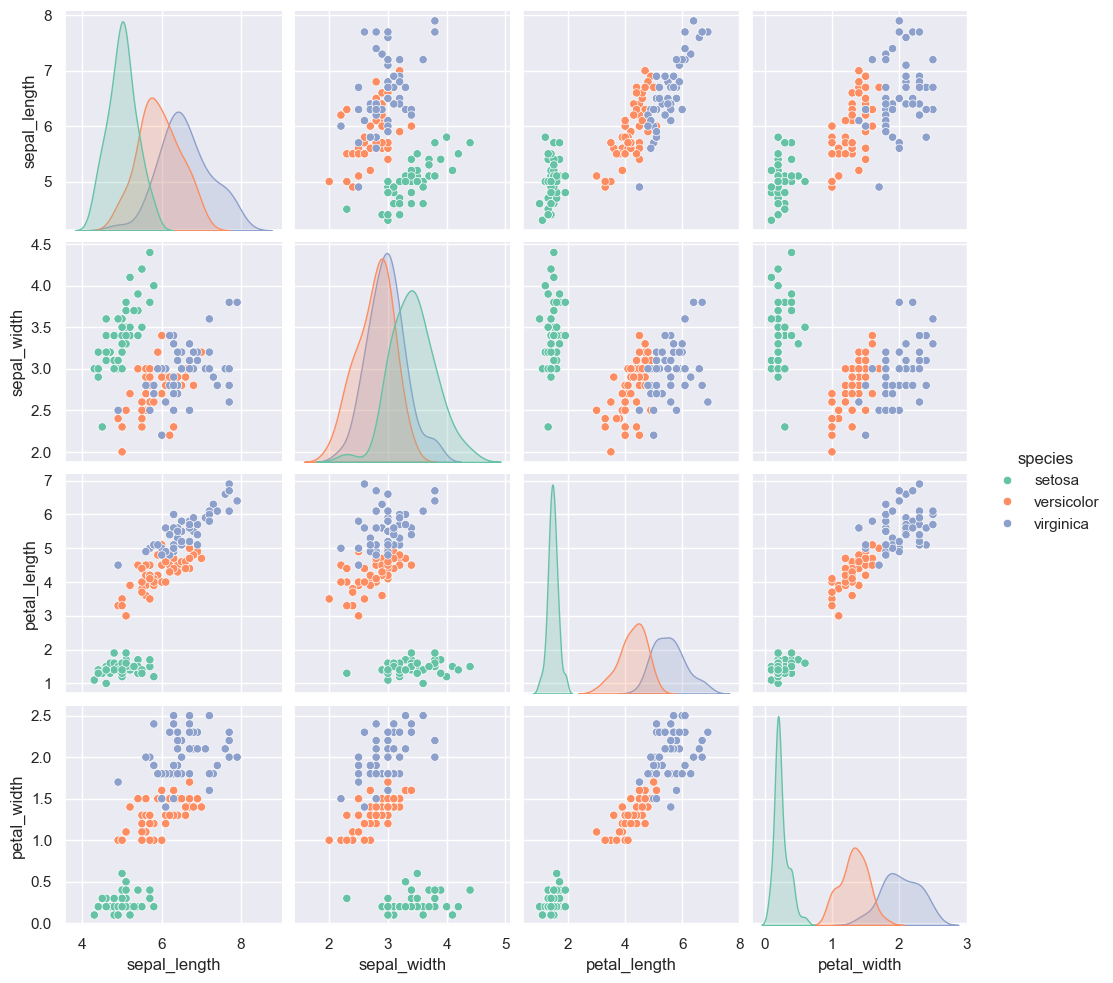 8
7
6
5
sepal_length
4.5
4.0
3.5
3.0
2.5
2.0
sepal_width
7
6
5
4
3
2
1
petal_length
2.5
2.0
1.5
1.0
0.5
0.0
petal_width
4 6 8
sepal_length
2 3 4 5
sepal_width
2 4 6 8
petal_length
0 1 2 3
petal_width
species
setosa
versicolor
virginica